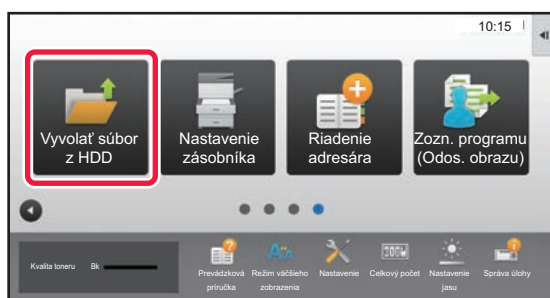 10:15
Vyvolať súbor
z HDD
Nastavenie
zásobníka
Riadenie
adresára
Zozn. programu
(Odos. obrazu)
Kvalita toneru Bk
Prevádzková
príručka
Režim väčšieho
zobrazenia
Nastavenie
Celkový počet
Nastavenie
jasu
Správa úlohy